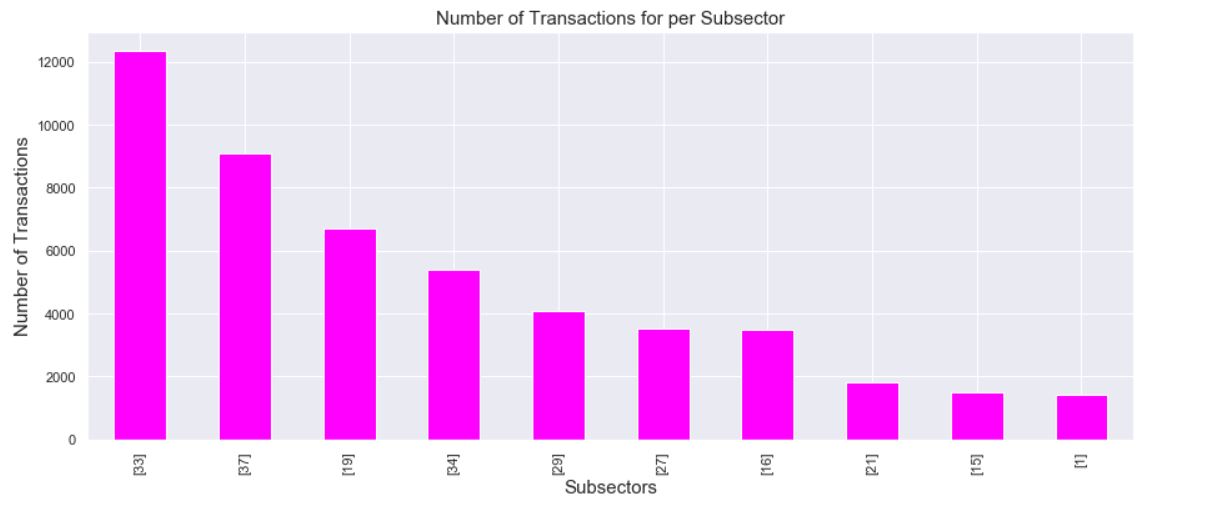 Number of Transactions for per Subsector
Number of Transactions
12000
10000
8000
6000
4000
2000
0
[33] [37] [19] [34] [29] [27] [16] [21] [15] [1]
Subsectors